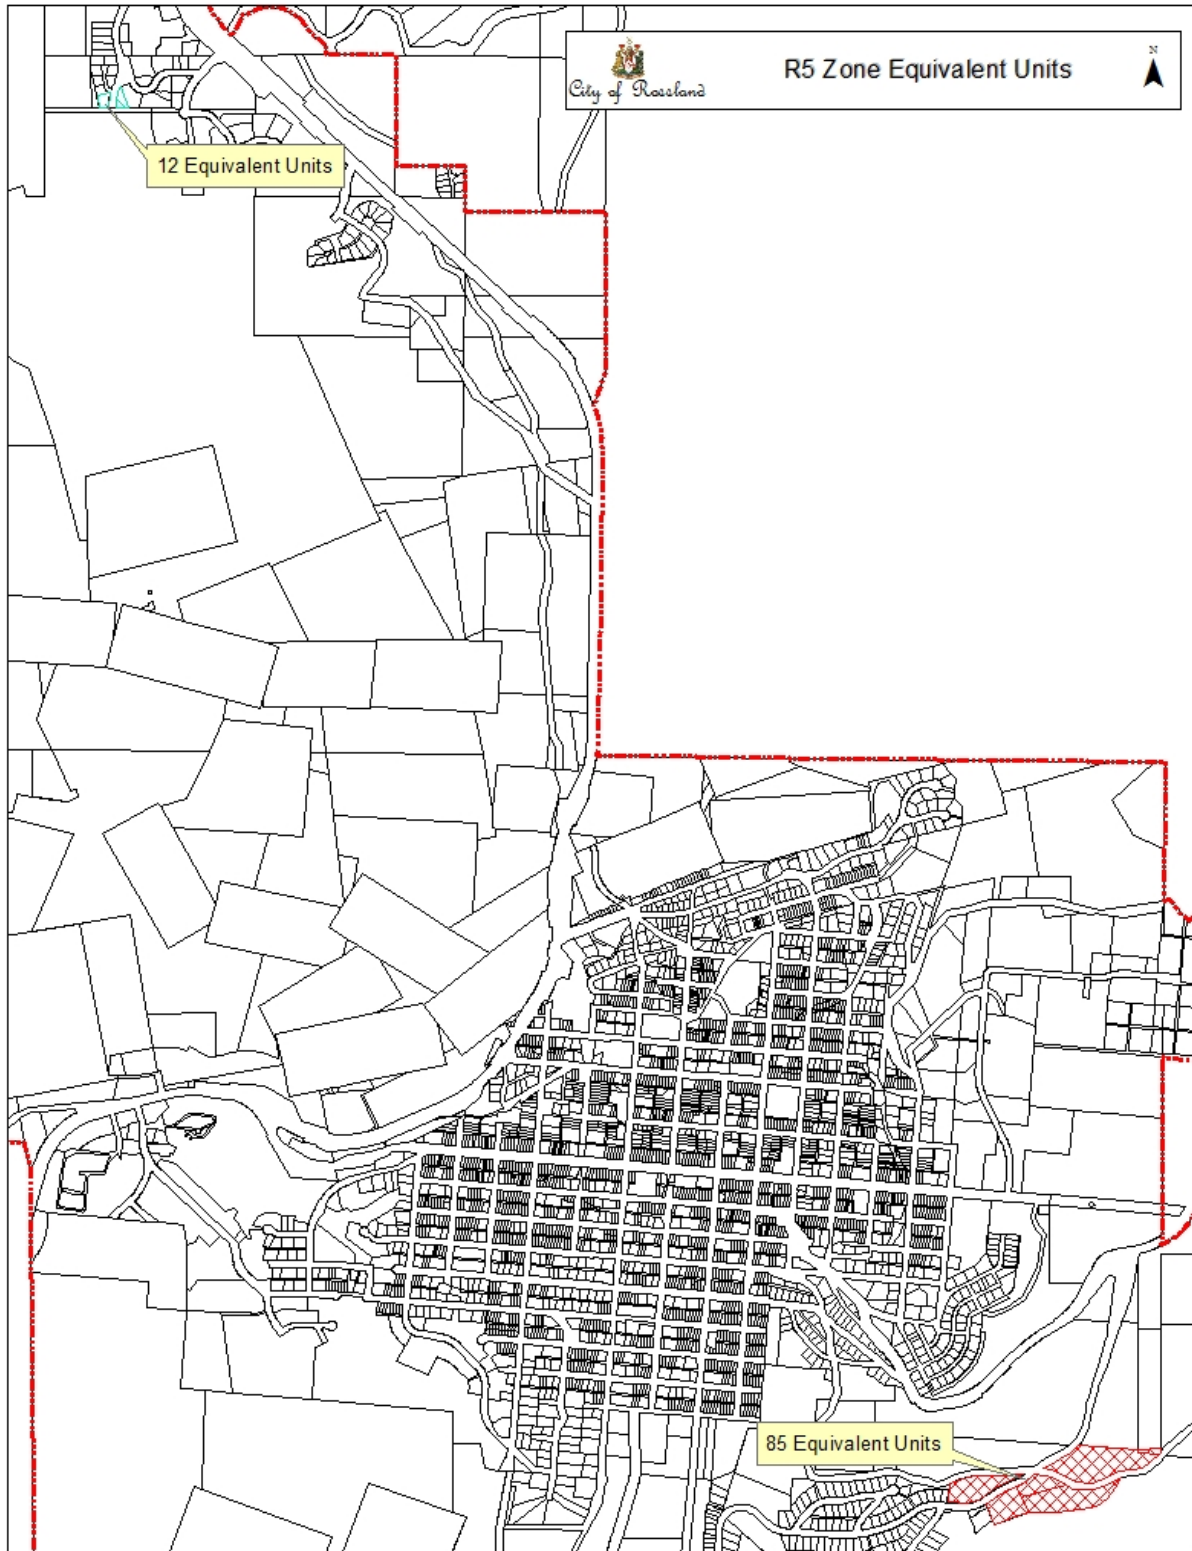 R5 Zone Equivalent Units
N
City of Rossland
12 Equivalent Units
85 Equivalent Units